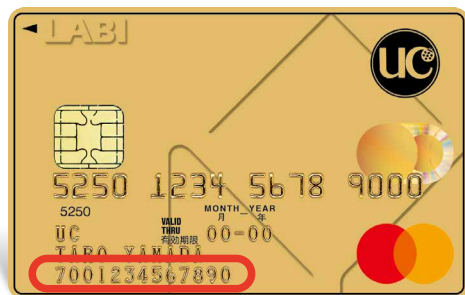 LABI
UC
5250 1234 5678 9000
5250
MONTH YEAR
月 年
VALID THRU
有効期限 00-00
UC
TARO YAMADA
7001234567890